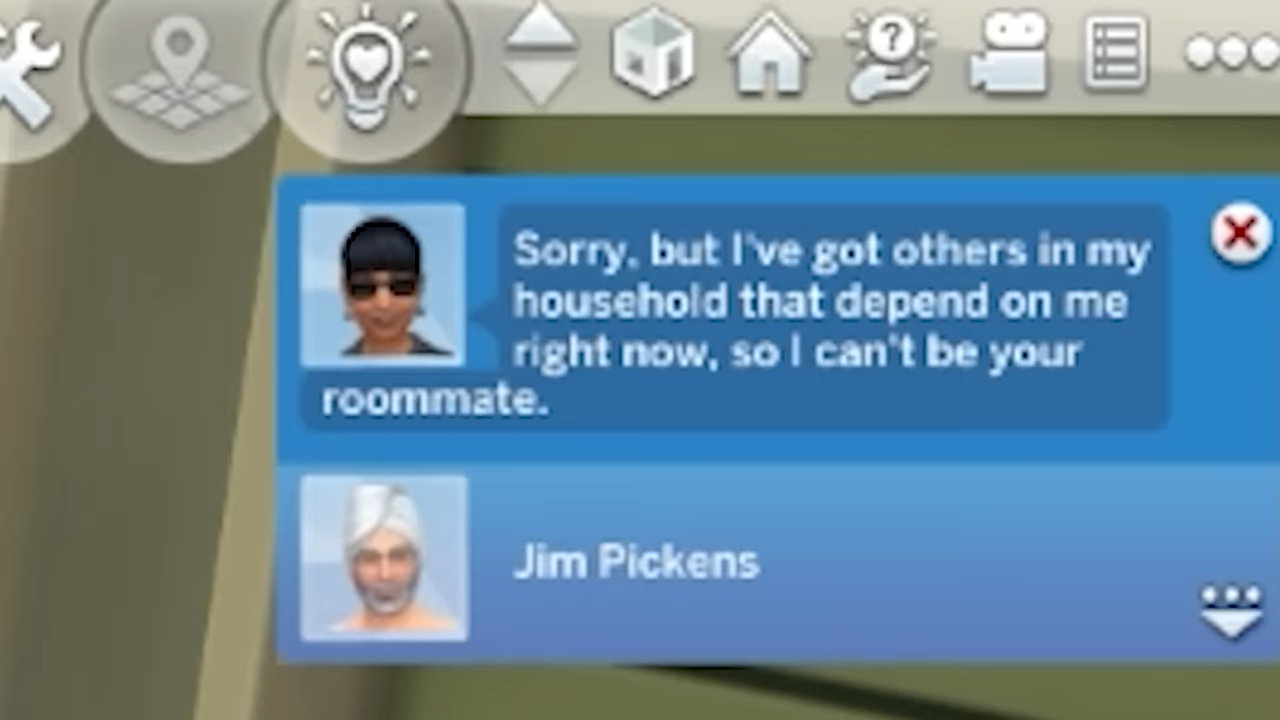 ?
Sorry, but I've got others in my
household that depend on me
right now, so I can't be your
roommate.
Jim Pickens